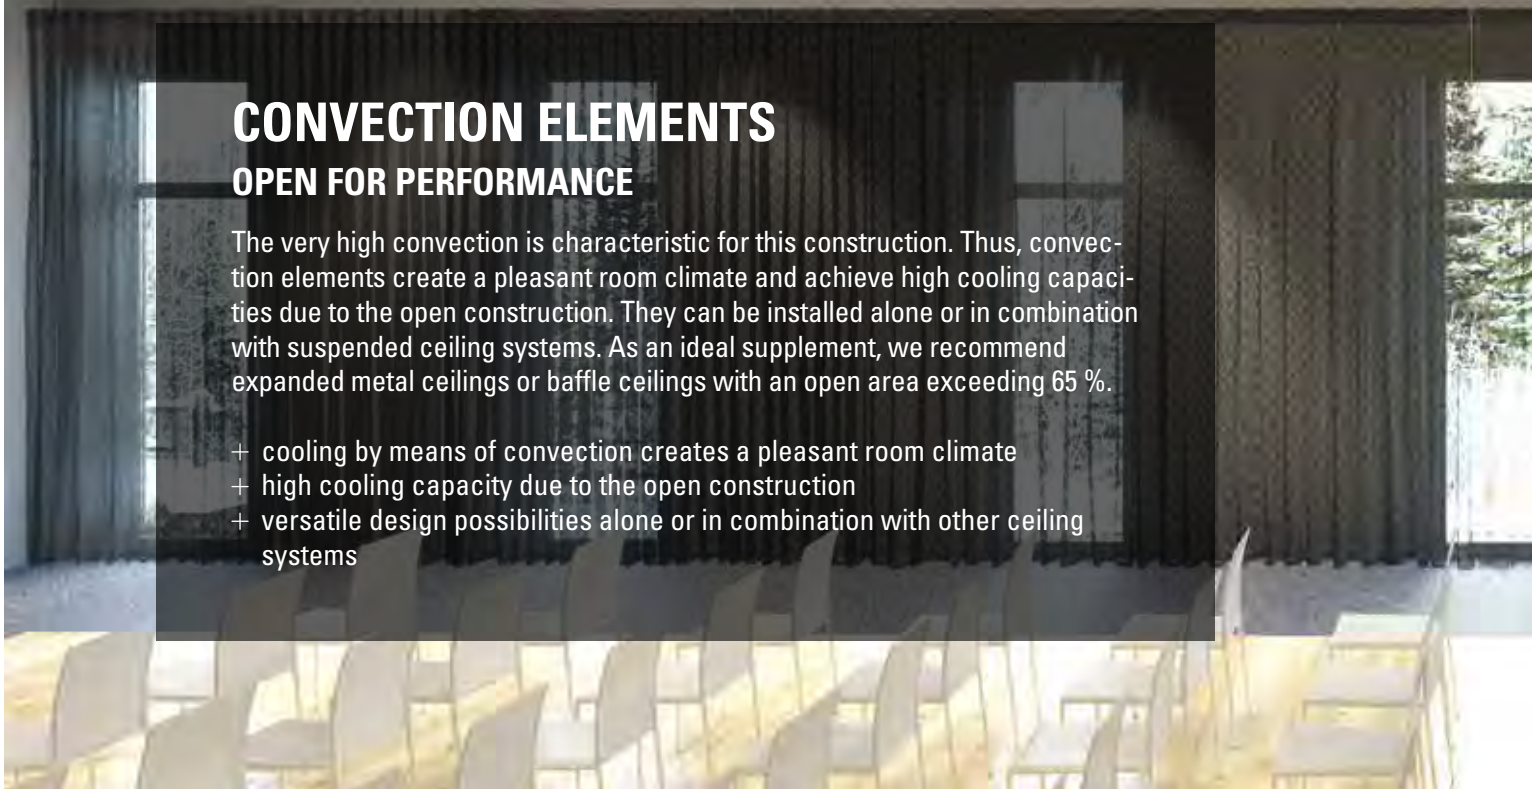 CONVECTION ELEMENTS
OPEN FOR PERFORMANCE
The very high convection is characteristic for this construction. Thus, convec-
tion elements create a pleasant room climate and achieve high cooling capaci-
ties due to the open construction. They can be installed alone or in combination
with suspended ceiling systems. As an ideal supplement, we recommend
expanded metal ceilings or baffle ceilings with an open area exceeding 65 %.
+ cooling by means of convection creates a pleasant room climate
+ high cooling capacity due to the open construction
+ versatile design possibilities alone or in combination with other ceiling
systems